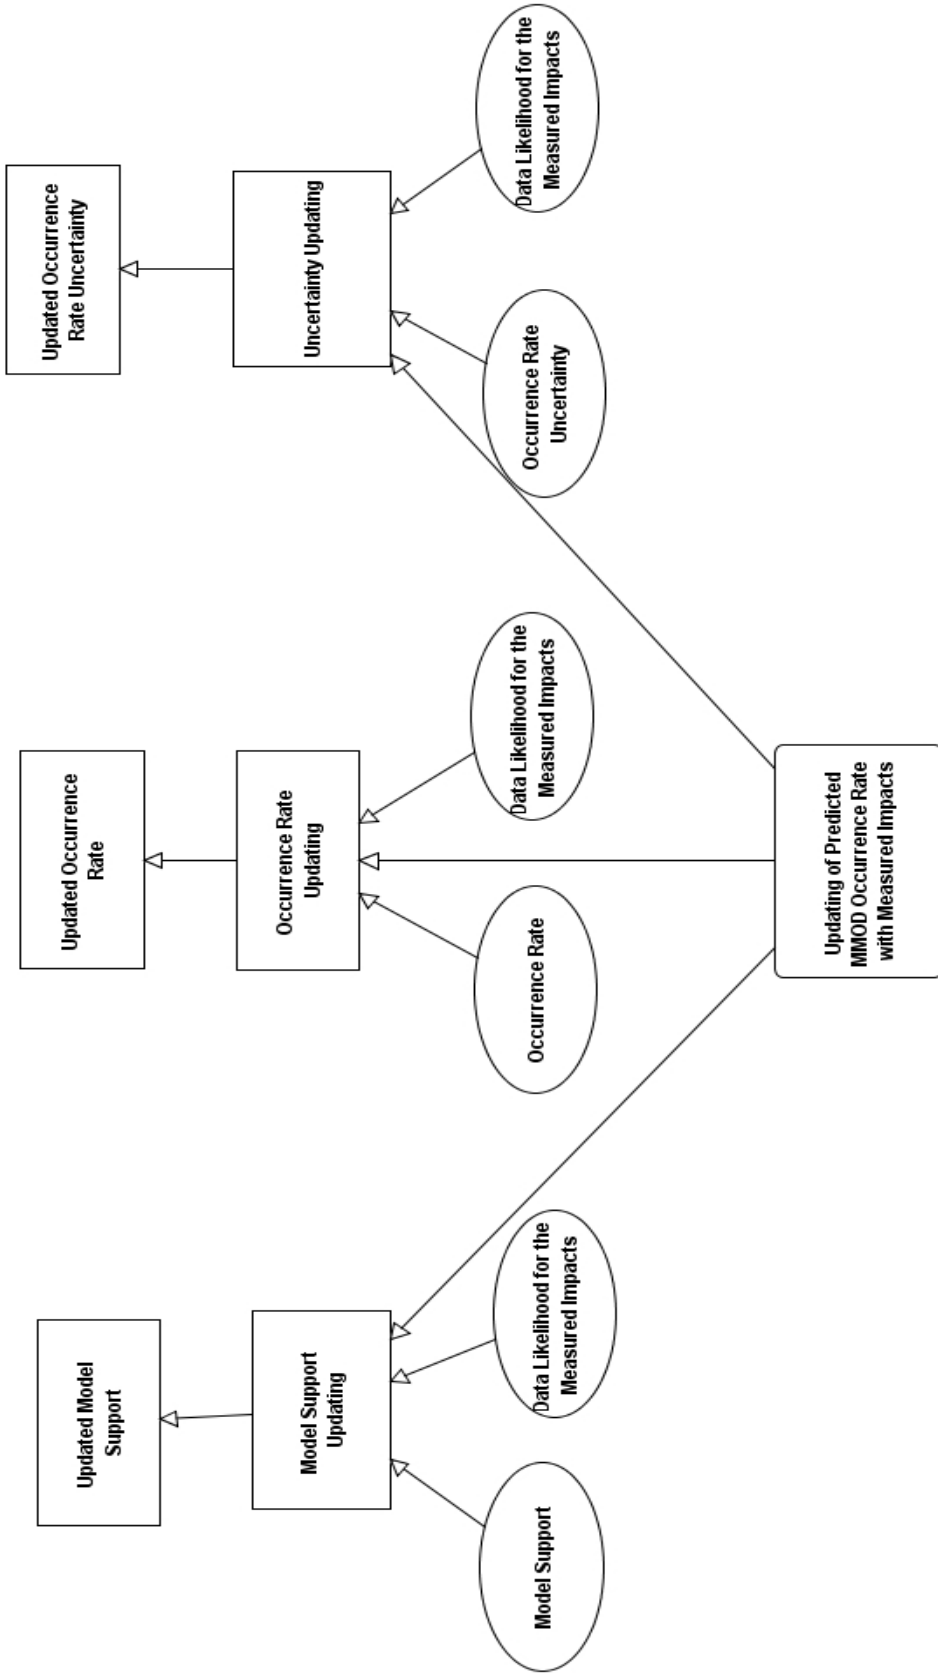 Updated Model
Support
Updated Occurrence
Rate
Updated Occurrence
Rate Uncertainty
Model Support
Updating
Occurrence Rate
Updating
Uncertainty Updating
Model Support
Data Likelihood for the
Measured Impacts
Occurrence Rate
Data Likelihood for the
Measured Impacts
Occurrence Rate
Uncertainty
Data Likelihood for the
Measured Impacts
Updating of Predicted
MMOD Occurrence Rate
with Measured Impacts